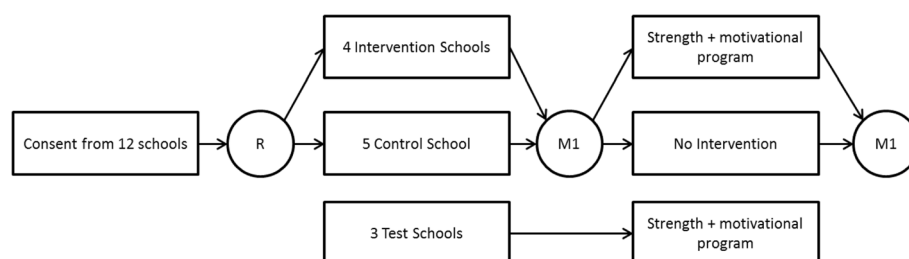 4 Intervention Schools
Strength + motivational
program
Consent from 12 schools
R
5 Control School
M1
No Intervention
M1
3 Test Schools
Strength + motivational
program